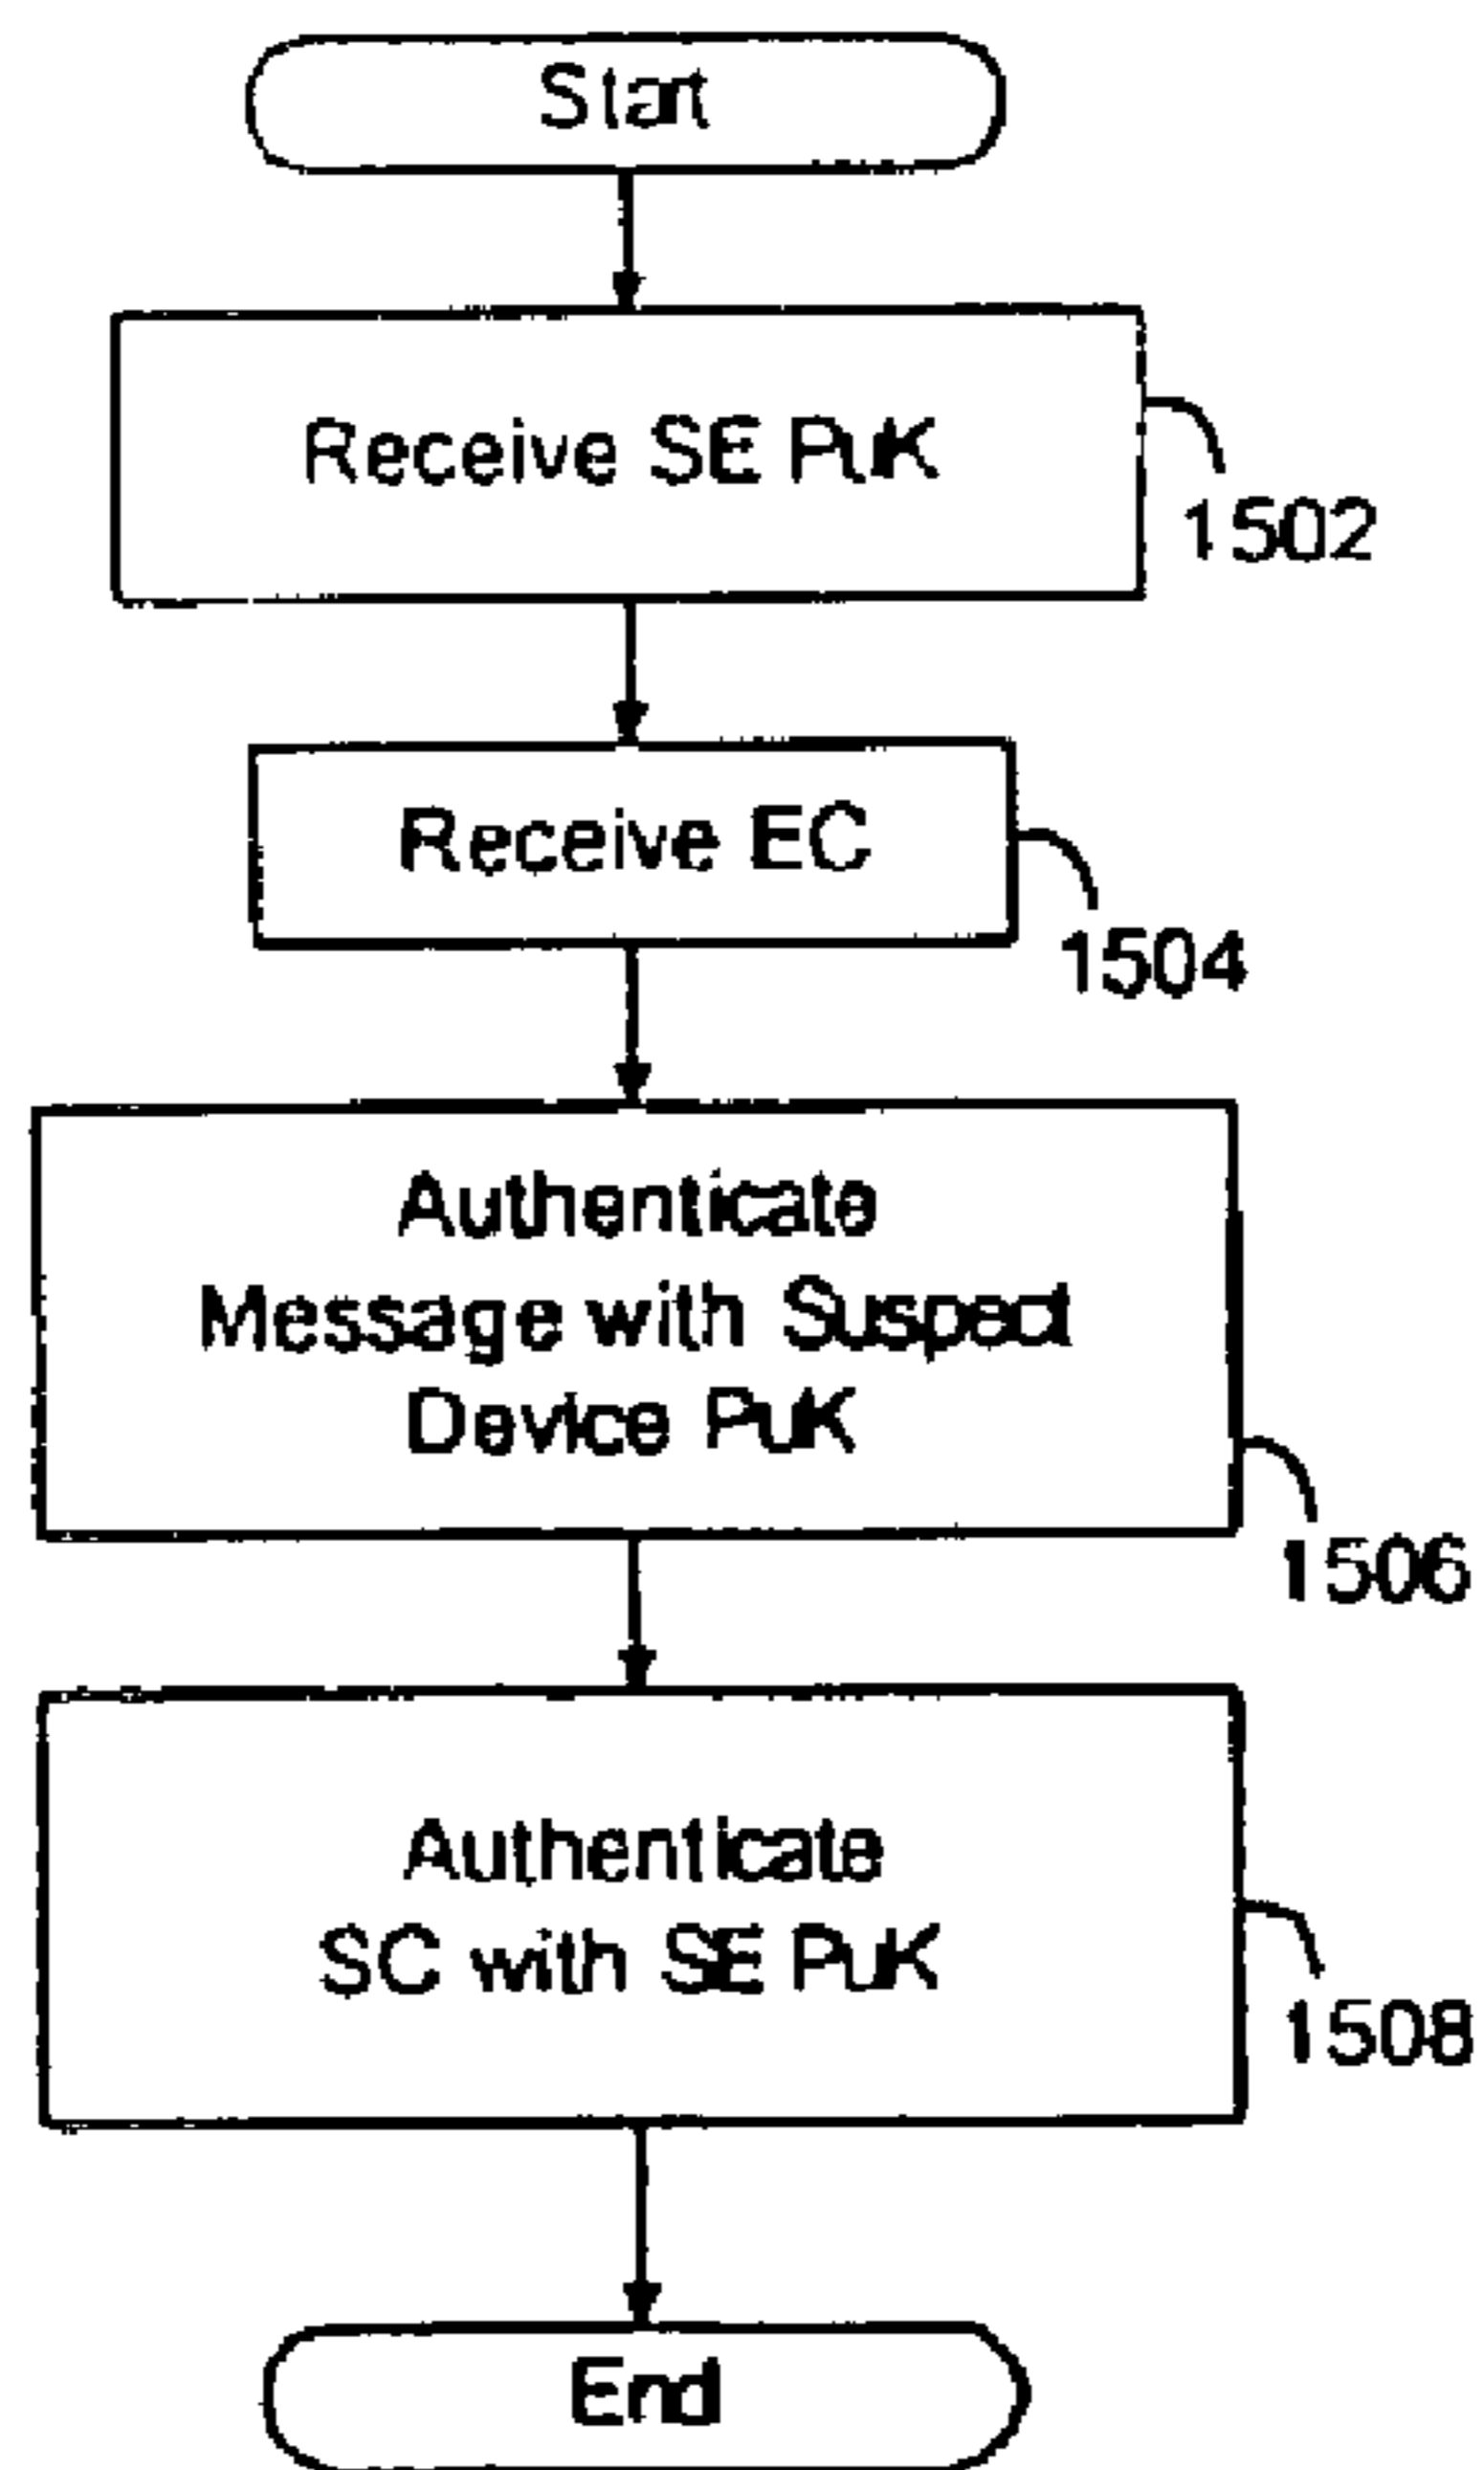 Start
Receive SE PuK
1502
Receive EC
1504
Authenticate
Message with Suspect
Device PuK
1506
Authenticate
SC with SE PuK
1508
End